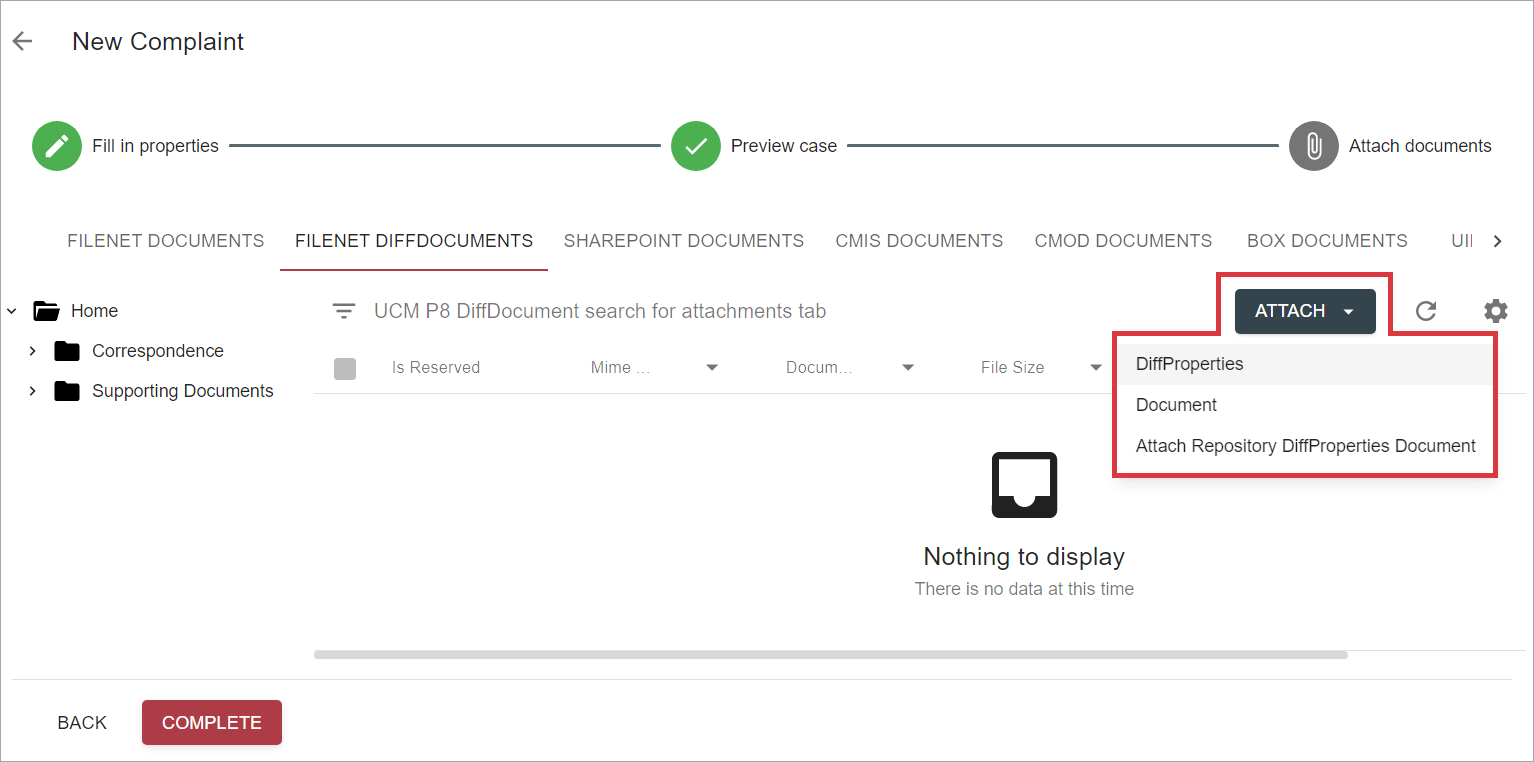 New Complaint
Fill in properties
Preview case
Attach documents
FILENET DOCUMENTS
FILENET DIFFDOCUMENTS
SHAREPOINT DOCUMENTS
CMIS DOCUMENTS
CMOD DOCUMENTS
BOX DOCUMENTS
Home
Correspondence
Supporting Documents
UCM P8 DiffDocument search for attachments tab
ATTACH
Is Reserved
Mime ...
Docum...
File Size
DiffProperties
Document
Attach Repository DiffProperties Document
Nothing to display
There is no data at this time
BACK
COMPLETE